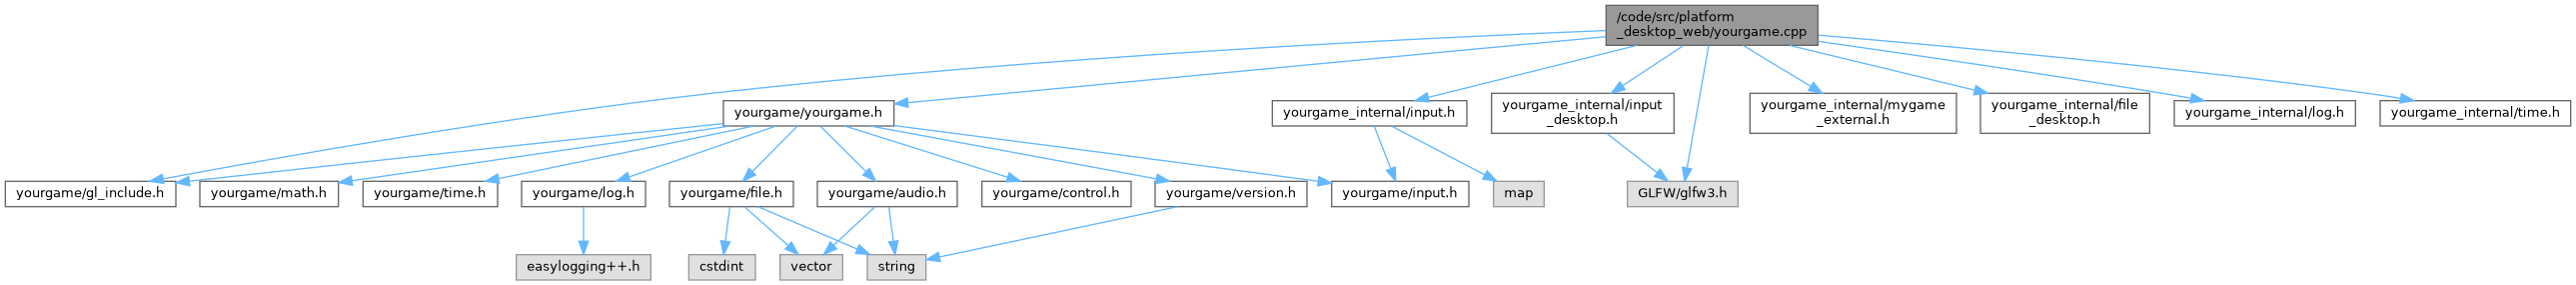 /code/src/platform
_desktop_web/yourgame.cpp
yourgame/yourgame.h
yourgame_internal/input.h
yourgame_internal/input
_desktop.h
yourgame_internal/mygame
_external.h
yourgame_internal/file
_desktop.h
yourgame_internal/log.h
yourgame_internal/time.h
yourgame/gl_include.h
yourgame/math.h
yourgame/time.h
yourgame/log.h
yourgame/file.h
yourgame/audio.h
yourgame/control.h
yourgame/version.h
yourgame/input.h
map
GLFW/glfw3.h
easylogging++.h
cstdint
vector
string